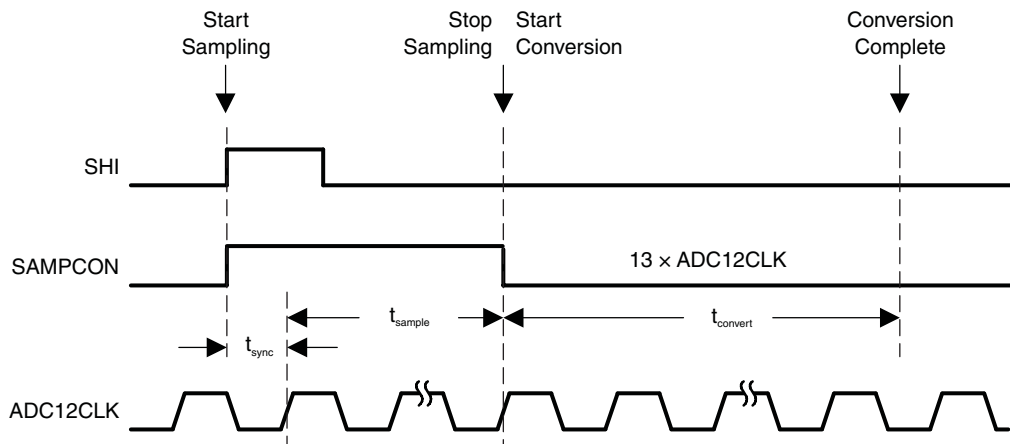 Start
Sampling
Stop
Sampling
Start
Conversion
Conversion
Complete
SHI
SAMPCON
13 × ADC12CLK
tsample
tconvert
tsync
ADC12CLK